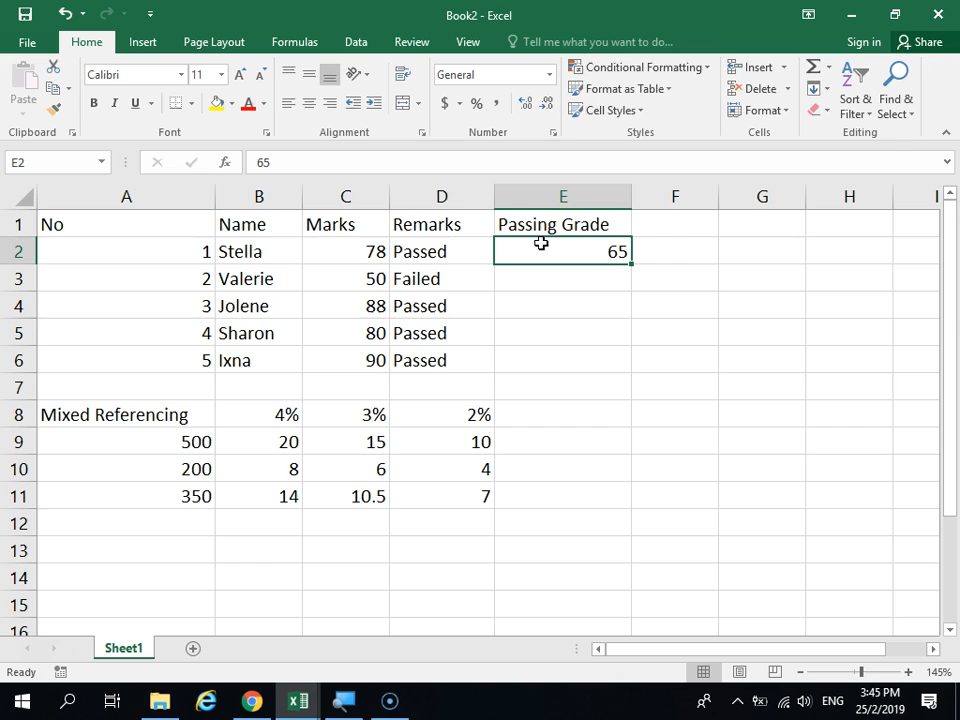 Book2 - Excel
File Home Insert Page Layout Formulas Data Review View Tell me what you want to do... Sign in Share
Paste Calibri 11 A A General Conditional Formatting Insert Σ
B I U A $ % , Format as Table Delete Sort & Find &
Cell Styles Format Filter Select
Clipboard Font Alignment Number Styles Cells Editing
E2 fx 65
A B C D E F G H I
1 No Name Marks Remarks Passing Grade
2 1 Stella 78 Passed 65
3 2 Valerie 50 Failed
4 3 Jolene 88 Passed
5 4 Sharon 80 Passed
6 5 Ixna 90 Passed
7
8 Mixed Referencing 4% 3% 2%
9 500 20 15 10
10 200 8 6 4
11 350 14 10.5 7
12
13
14
15
16
Sheet1
Ready 145%
ENG 3:45 PM
25/2/2019